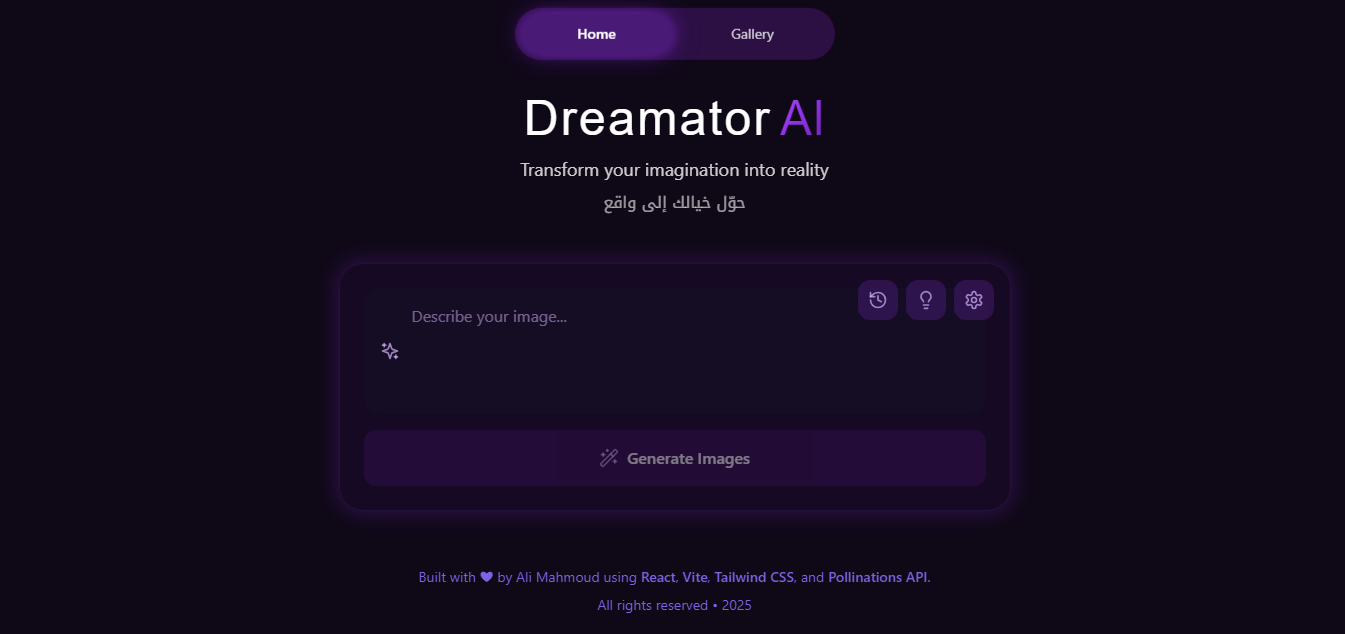 Home
Gallery
Dreamator AI
Transform your imagination into reality
حوّل خيالك إلى واقع
Describe your image...
Generate Images
Built with ♥ by Ali Mahmoud using React, Vite, Tailwind CSS, and Pollinations API.
All rights reserved • 2025